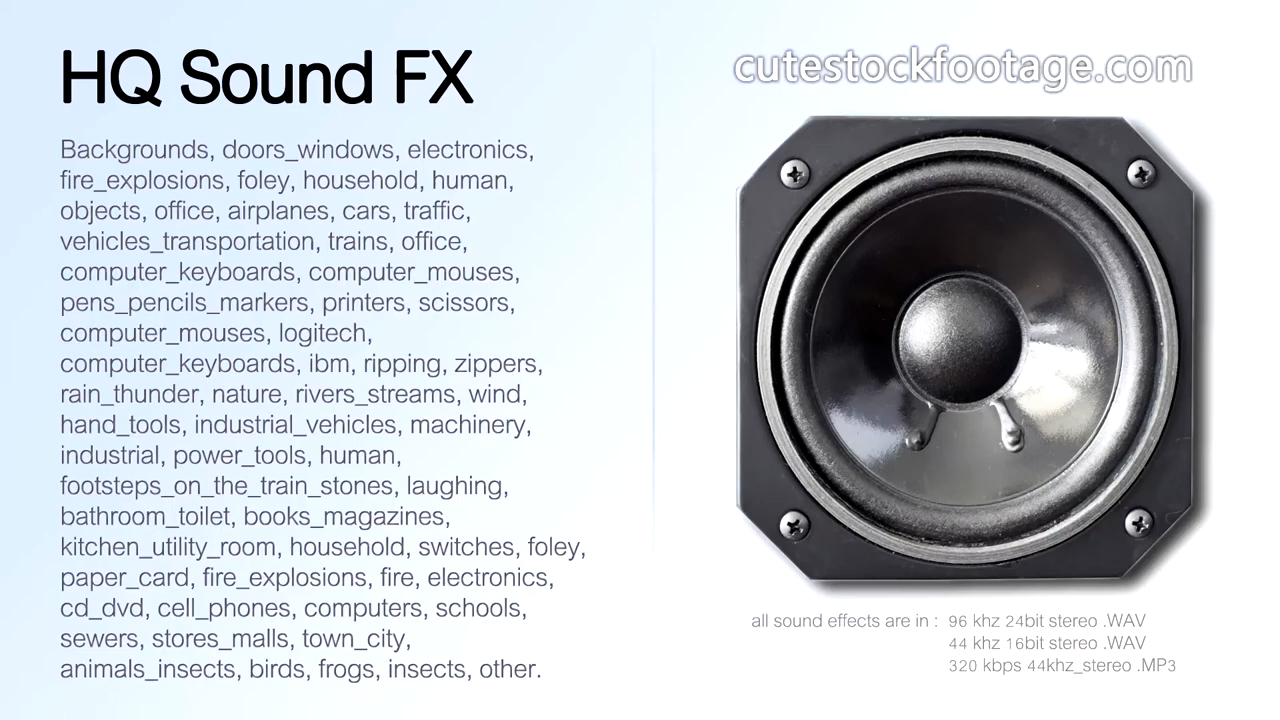 HQ Sound FX
Backgrounds, doors_windows, electronics,
fire_explosions, foley, household, human,
objects, office, airplanes, cars, traffic,
vehicles_transportation, trains, office,
computer_keyboards, computer_mouses,
pens_pencils_markers, printers, scissors,
computer_mouses, logitech,
computer_keyboards, ibm, ripping, zippers,
rain_thunder, nature, rivers_streams, wind,
hand_tools, industrial_vehicles, machinery,
industrial, power_tools, human,
footsteps_on_the_train_stones, laughing,
bathroom_toilet, books_magazines,
kitchen_utility_room, household, switches, foley,
paper_card, fire_explosions, fire, electronics,
cd_dvd, cell_phones, computers, schools,
sewers, stores_malls, town_city,
animals_insects, birds, frogs, insects, other.
cutestockfootage.com
all sound effects are in : 96 khz 24bit stereo .WAV
44 khz 16bit stereo .WAV
320 kbps 44khz_stereo .MP3